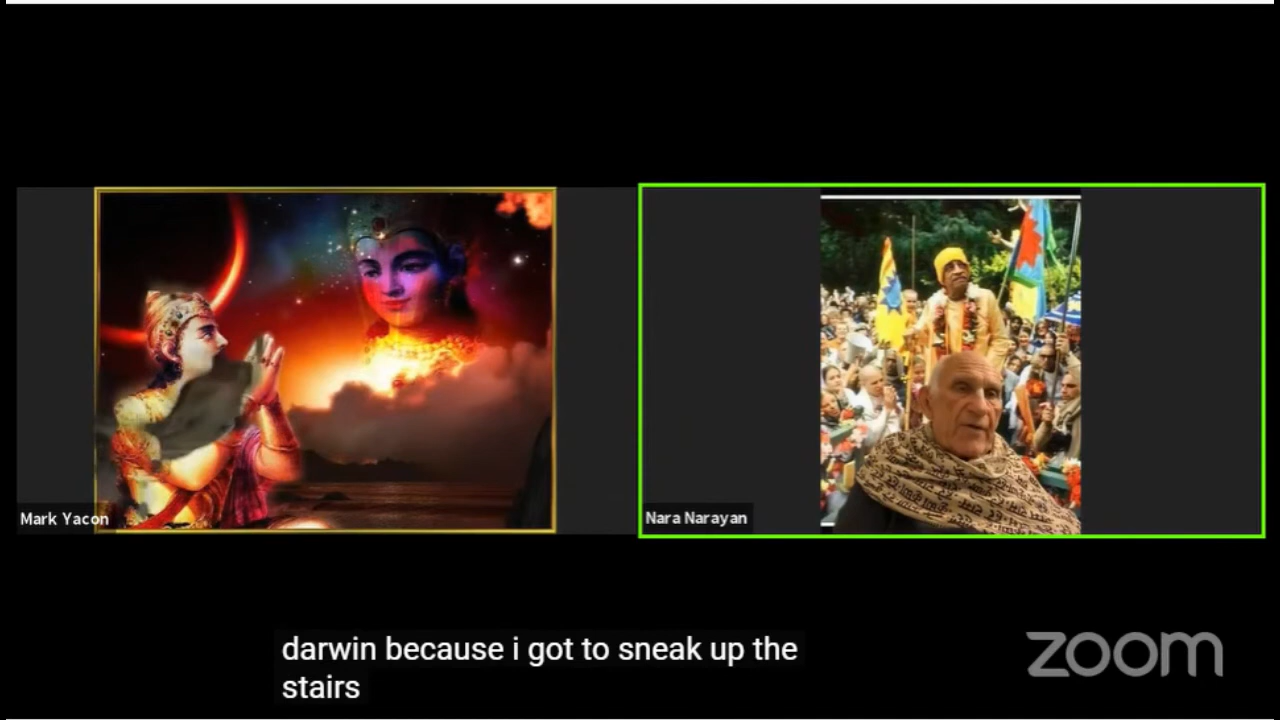 Mark Yacon
Nara Narayan
darwin because i got to sneak up the
stairs
zoom